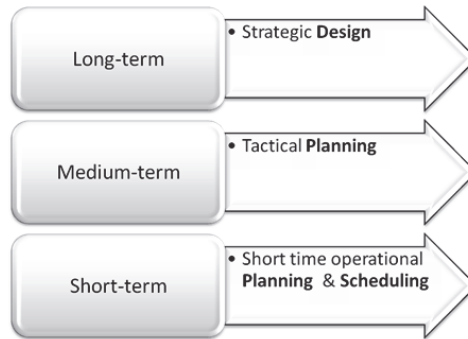 Long-term
• Strategic Design
Medium-term
• Tactical Planning
Short-term
• Short time operational
Planning & Scheduling